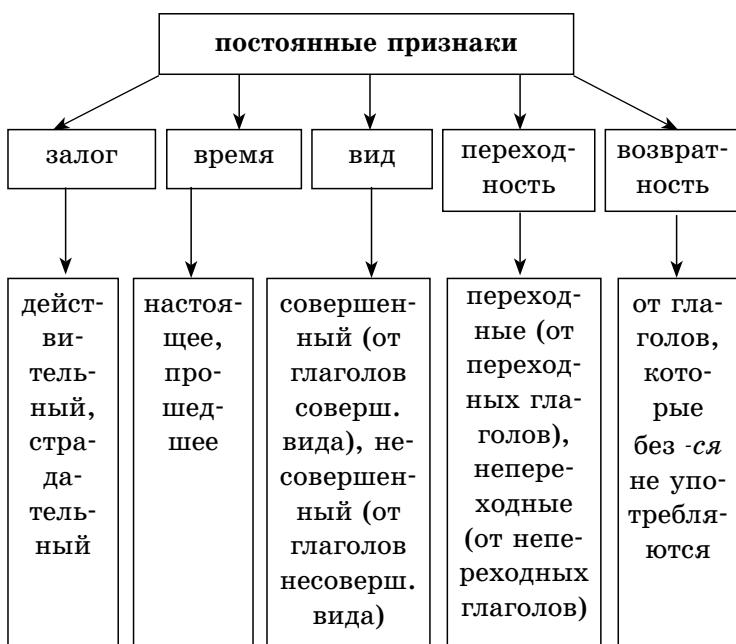 постоянные признаки
залог
время
вид
переход-
ность
возврат-
ность
дейст-
ви-
тель-
ный,
стра-
да-
тель-
ный
настоя-
щее,
про-
шед-
шее
совершен-
ный (от
глаголов
соверш.
вида), не-
совершен-
ный (от
глаголов
несоверш.
вида)
переход-
ные (от
переход-
ных гла-
голов),
непере-
ходные
(от непе-
реходных
глаголов)
от гла-
голов,
кото-
рые
без -ся
не упо-
требля-
ются